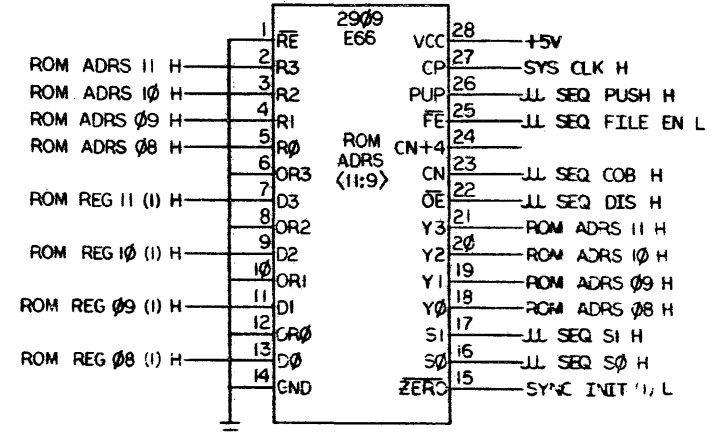 2909
E66
ROM
ADRS
<11:9>
1 RE
ROM ADRS 11 H 2 R3
ROM ADRS 1Ø H 3 R2
ROM ADRS Ø9 H 4 R1
ROM ADRS Ø8 H 5 RØ
6 OR3
ROM REG 11 (1) H 7 D3
8 OR2
ROM REG 1Ø (1) H 9 D2
1Ø OR1
ROM REG Ø9 (1) H 11 D1
12 ORØ
ROM REG Ø8 (1) H 13 DØ
14 GND
VCC 28 +5V
CP 27 SYS CLK H
PUP 26 SEQ PUSH H
FE 25 SEQ FILE EN L
CN+4 24
CN 23 SEQ COB H
OE 22 SEQ DIS H
Y3 21 ROM ADRS 11 H
Y2 2Ø ROM ADRS 1Ø H
Y1 19 ROM ADRS Ø9 H
YØ 18 ROM ADRS Ø8 H
S1 17 SEQ S1 H
SØ 16 SEQ SØ H
ZERO 15 SYNC INIT L